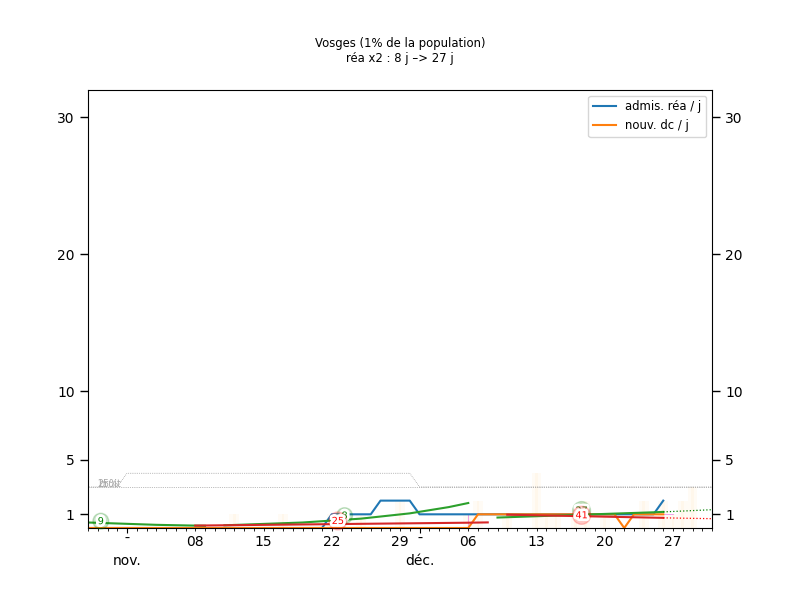 Vosges (1% de la population)
réa x2 : 8 j –> 27 j
admis. réa / j
nouv. dc / j
30
30
20
20
10
10
5
5
1
1
9
25
41
- 08 15 22 29 - 06 13 20 27
nov. déc.